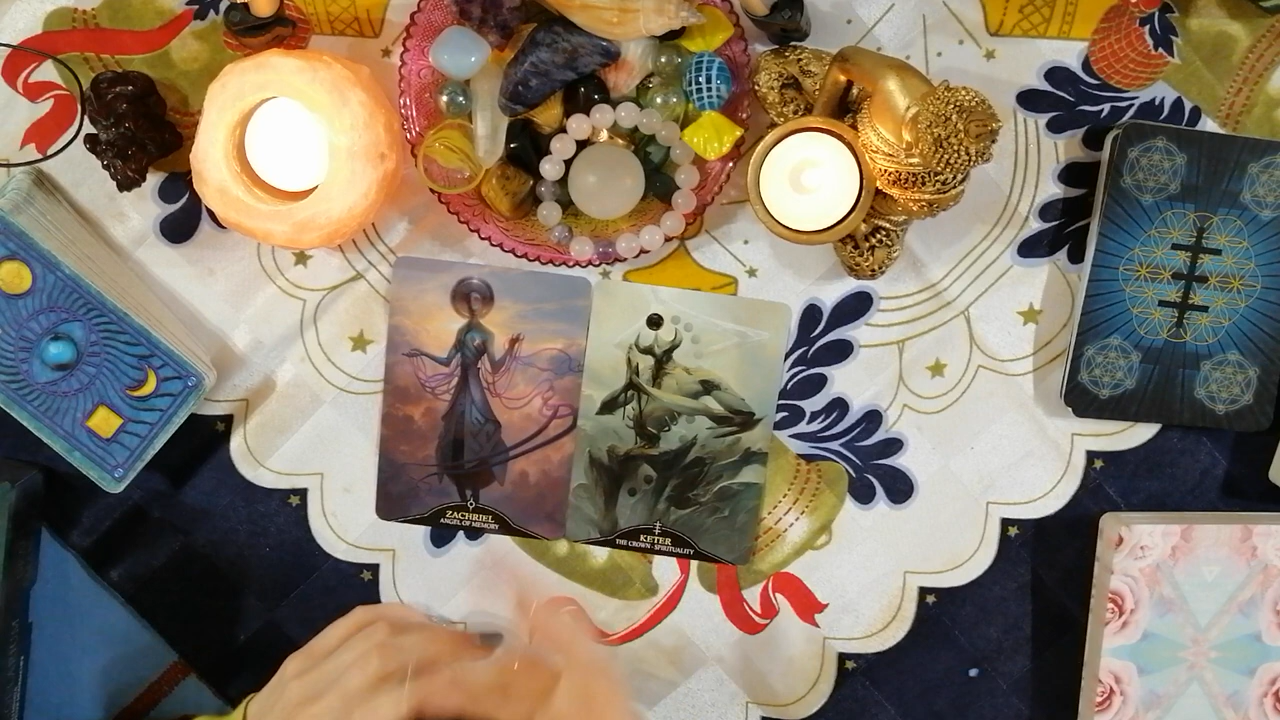 ZACHRIEL
ANGEL OF MEMORY
KETER
THE CROWN - SPIRITUALITY